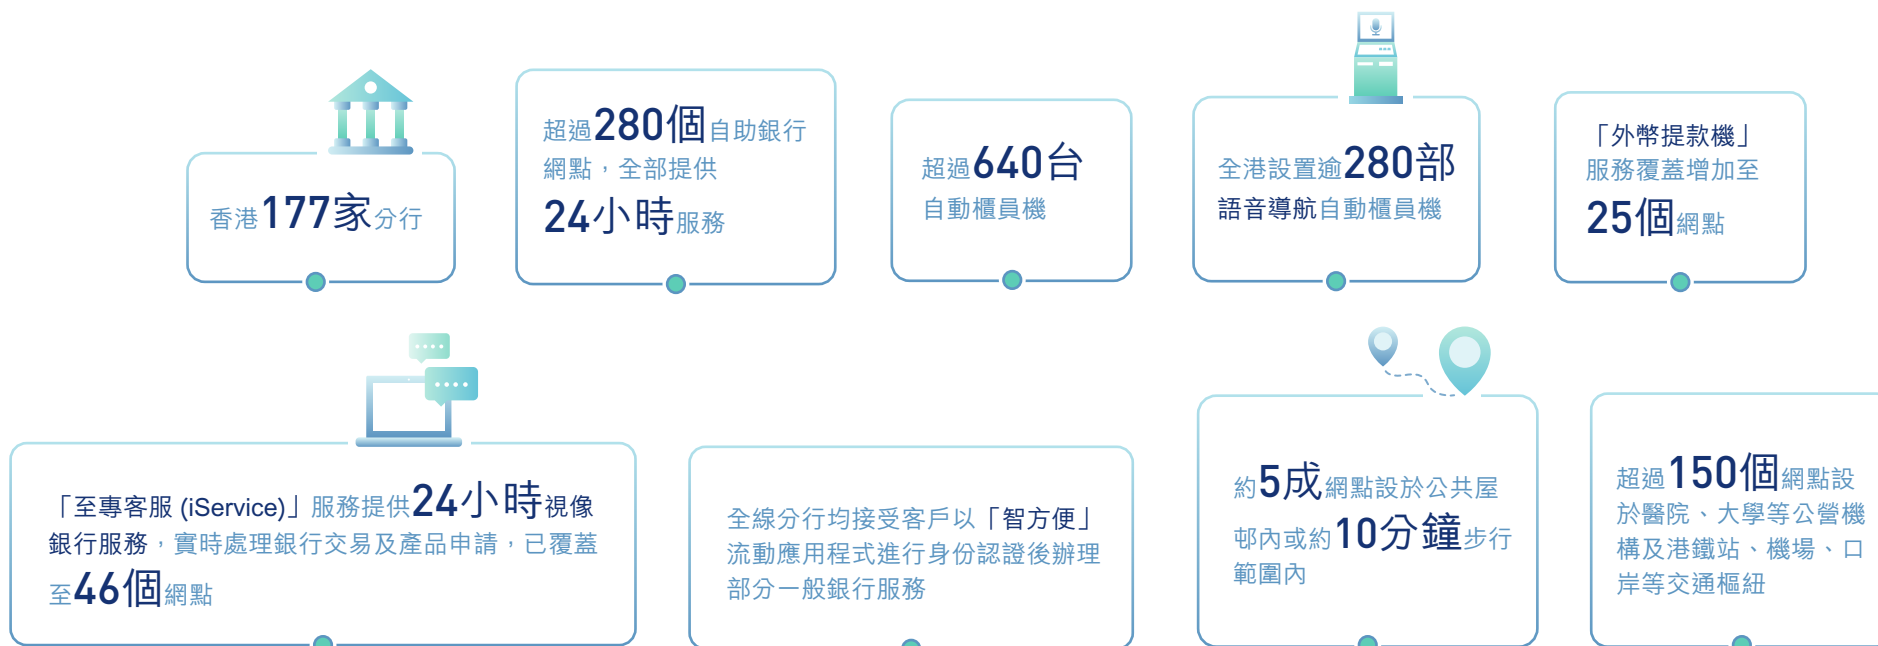 香港177家分行
超過280個自助銀行
網點，全部提供
24小時服務
超過640台
自動櫃員機
全港設置逾280部
語音導航自動櫃員機
「外幣提款機」
服務覆蓋增加至
25個網點
「至專客服 (iService)」服務提供24小時視像
銀行服務，實時處理銀行交易及產品申請，已覆蓋
至46個網點
全線分行均接受客戶以「智方便」
流動應用程式進行身份認證後辦理
部分一般銀行服務
約5成網點設於公共屋
邨內或約10分鐘步行
範圍內
超過150個網點設
於醫院、大學等公營機
構及港鐵站、機場、口
岸等交通樞紐